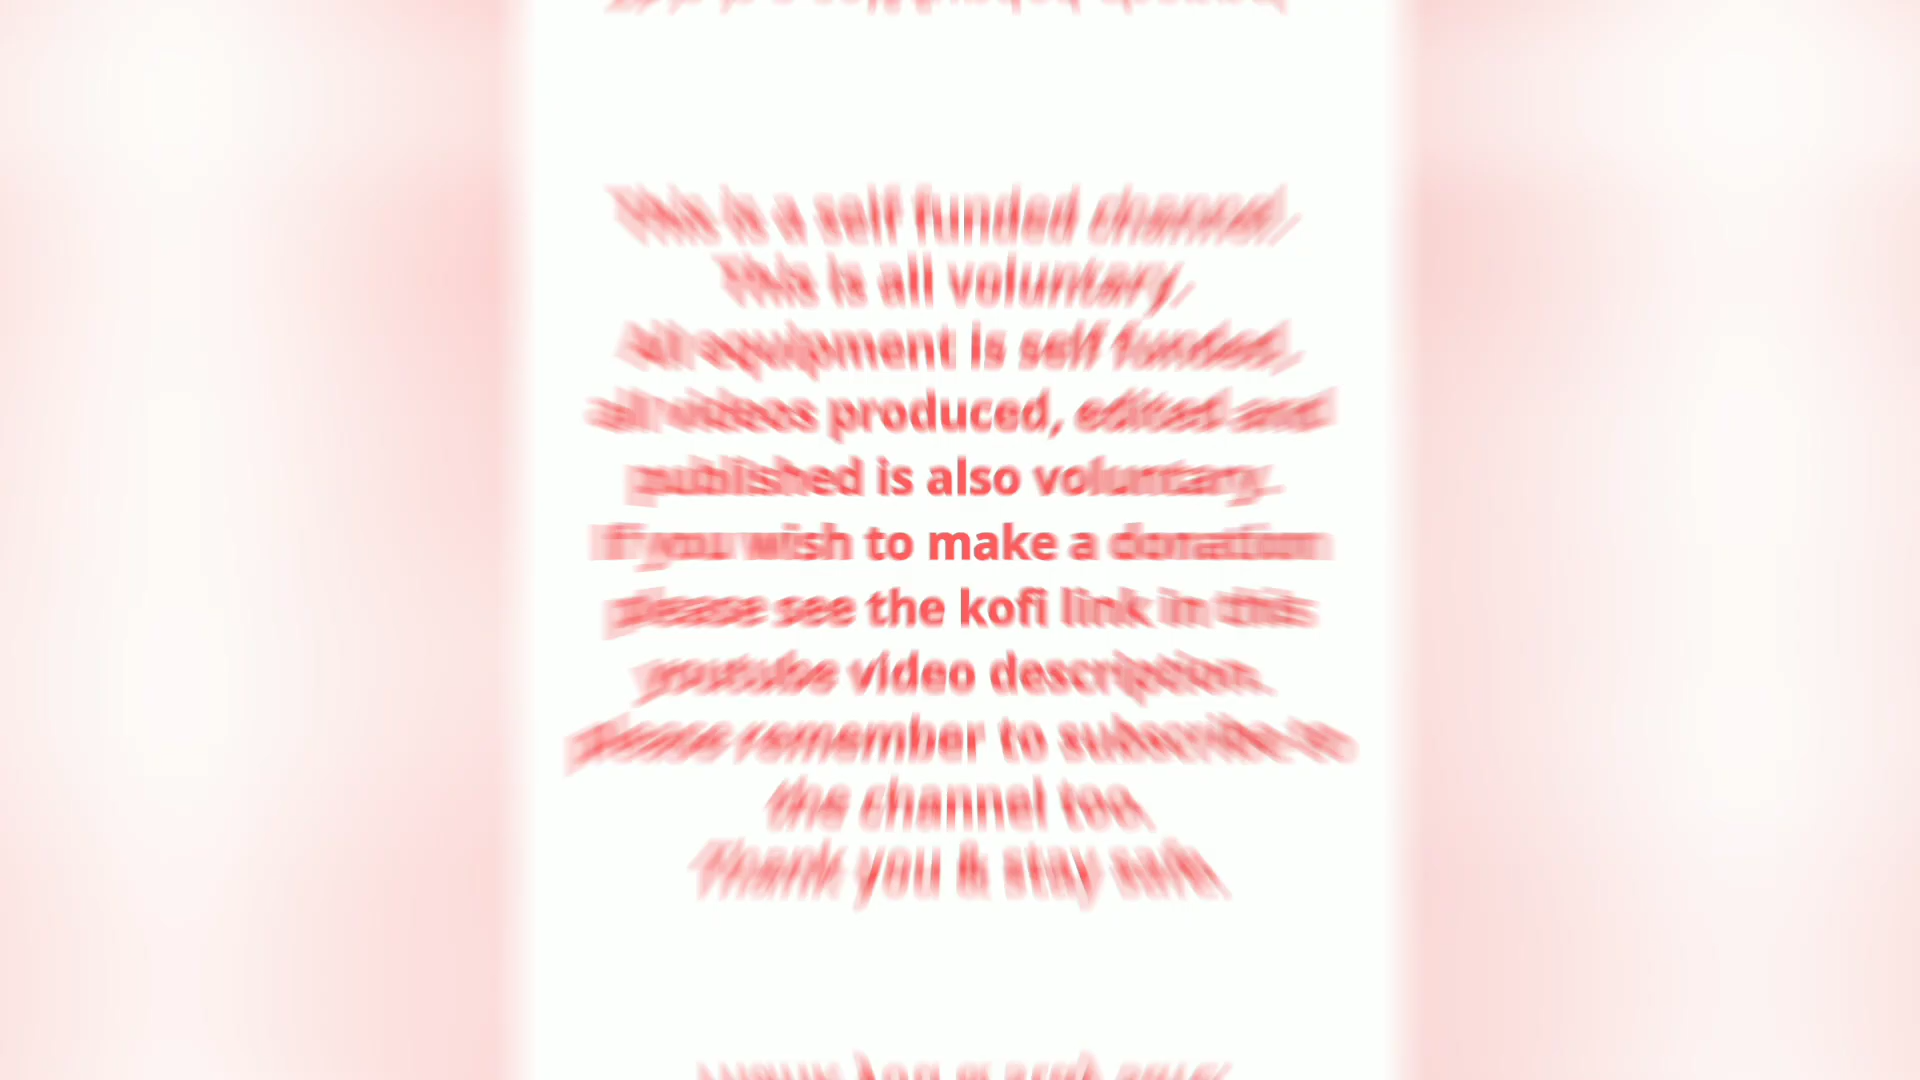 This is a self funded channel,
This is all voluntary,
All equipment is self funded,
all videos produced, edited and
published is also voluntary.
If you wish to make a donation
please see the kofi link in this
youtube video description.
please remember to subscribe to
the channel too.
Thank you & stay safe.